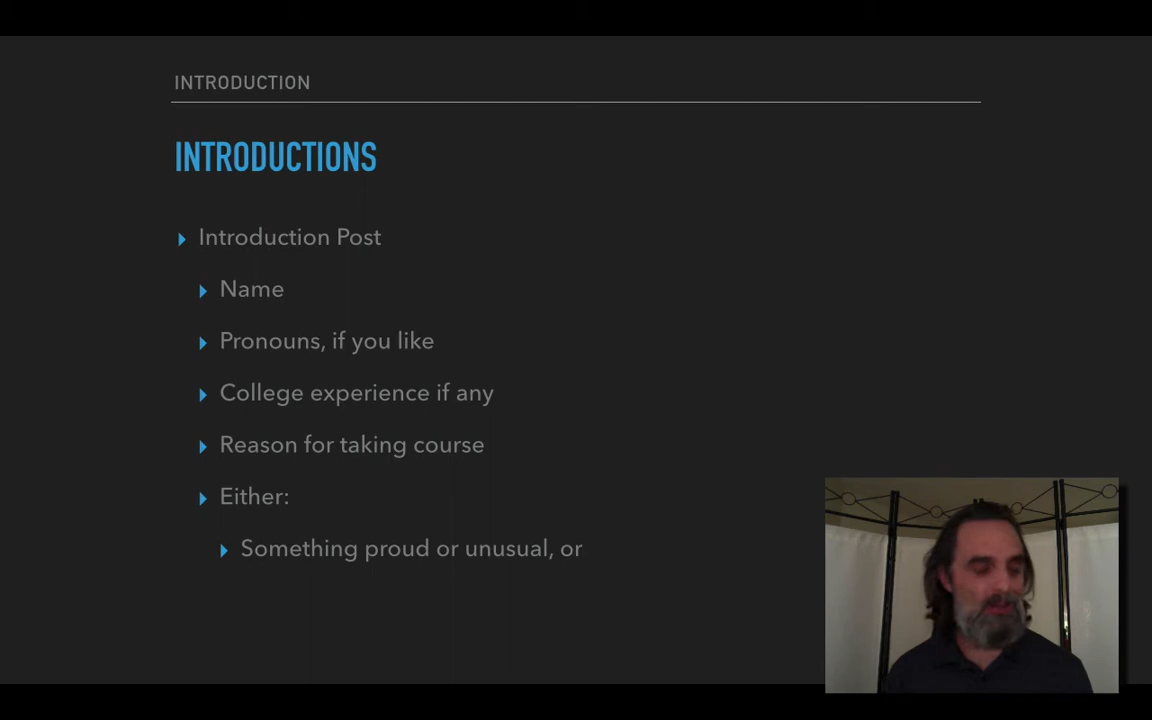 INTRODUCTION
INTRODUCTIONS
Introduction Post
Name
Pronouns, if you like
College experience if any
Reason for taking course
Either:
Something proud or unusual, or